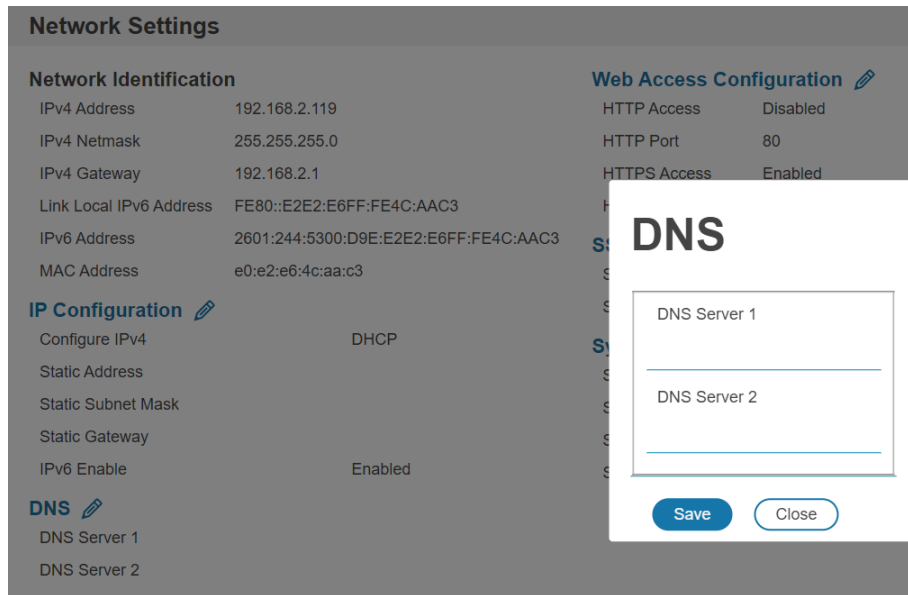 Network Settings
Network Identification
IPv4 Address 192.168.2.119
IPv4 Netmask 255.255.255.0
IPv4 Gateway 192.168.2.1
Link Local IPv6 Address FE80::E2E2:E6FF:FE4C:AAC3
IPv6 Address 2601:244:5300:D9E:E2E2:E6FF:FE4C:AAC3
MAC Address e0:e2:e6:4c:aa:c3
IP Configuration
Configure IPv4 DHCP
Static Address
Static Subnet Mask
Static Gateway
IPv6 Enable Enabled
DNS
DNS Server 1
DNS Server 2
Web Access Configuration
HTTP Access Disabled
HTTP Port 80
HTTPS Access Enabled
DNS
DNS Server 1
DNS Server 2
Save Close